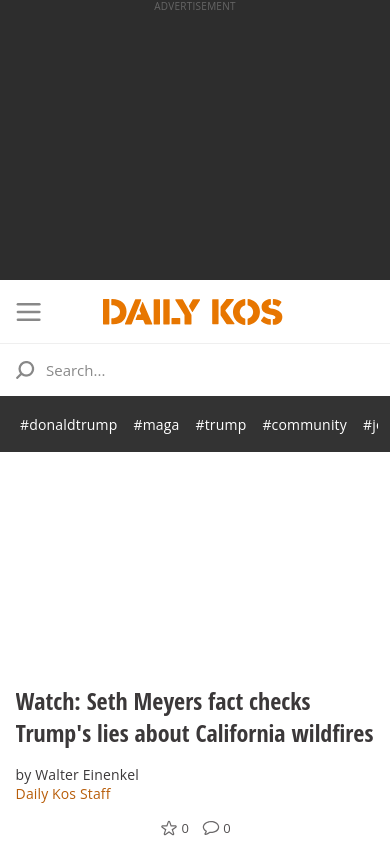 ADVERTISEMENT
DAILY KOS
Search...
#donaldtrump #maga #trump #community
Watch: Seth Meyers fact checks
Trump's lies about California wildfires
by Walter Einenkel
Daily Kos Staff
0 0